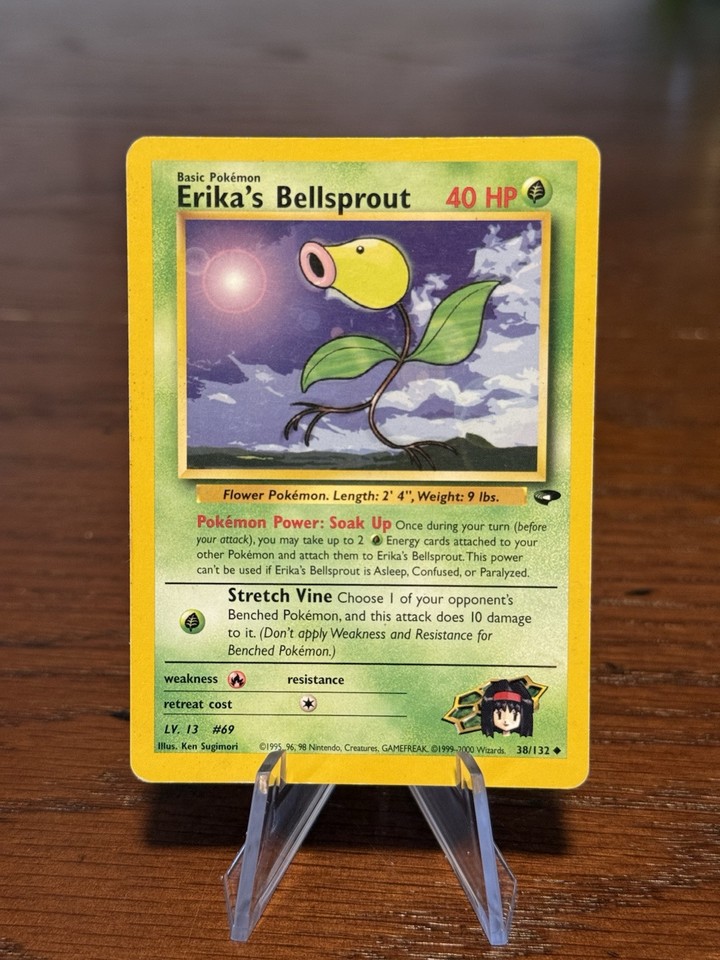 Basic Pokémon
Erika's Bellsprout 40 HP
Flower Pokémon. Length: 2' 4", Weight: 9 lbs.
Pokémon Power: Soak Up Once during your turn (before
your attack), you may take up to 2 Energy cards attached to your
other Pokémon and attach them to Erika's Bellsprout. This power
can't be used if Erika's Bellsprout is Asleep, Confused, or Paralyzed.
Stretch Vine Choose 1 of your opponent's
Benched Pokémon, and this attack does 10 damage
to it. (Don't apply Weakness and Resistance for
Benched Pokémon.)
weakness resistance
retreat cost
LV. 13 #69
Illus. Ken Sugimori ©1995, 96, 98 Nintendo, Creatures, GAMEFREAK. ©1999-2000 Wizards. 38/132